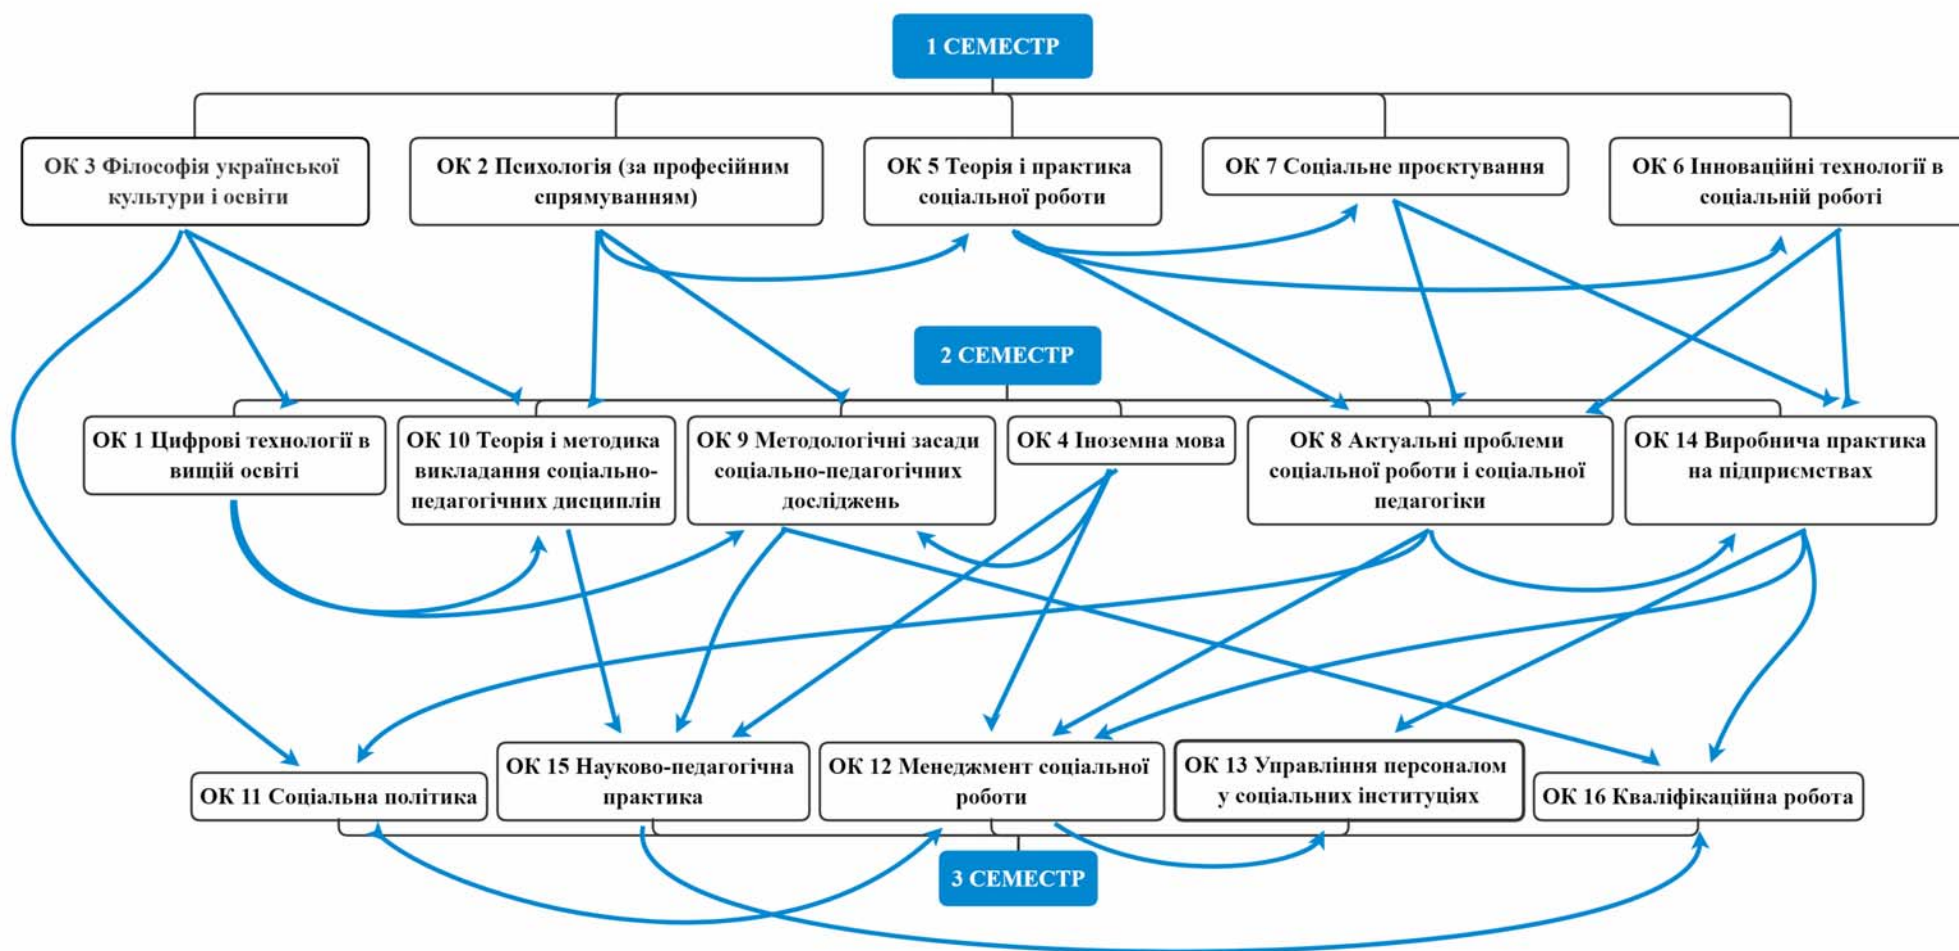 1 СЕМЕСТР
ОК 3 Філософія української
культури і освіти
ОК 2 Психологія (за професійним
спрямуванням)
ОК 5 Теорія і практика
соціальної роботи
ОК 7 Соціальне проєктування
ОК 6 Інноваційні технології в
соціальній роботі
2 СЕМЕСТР
ОК 1 Цифрові технології в
вищій освіті
ОК 10 Теорія і методика
викладання соціально-
педагогічних дисциплін
ОК 9 Методологічні засади
соціально-педагогічних
досліджень
ОК 4 Іноземна мова
ОК 8 Актуальні проблеми
соціальної роботи і соціальної
педагогіки
ОК 14 Виробнича практика
на підприємствах
ОК 11 Соціальна політика
ОК 15 Науково-педагогічна
практика
ОК 12 Менеджмент соціальної
роботи
ОК 13 Управління персоналом
у соціальних інституціях
ОК 16 Кваліфікаційна робота
3 СЕМЕСТР